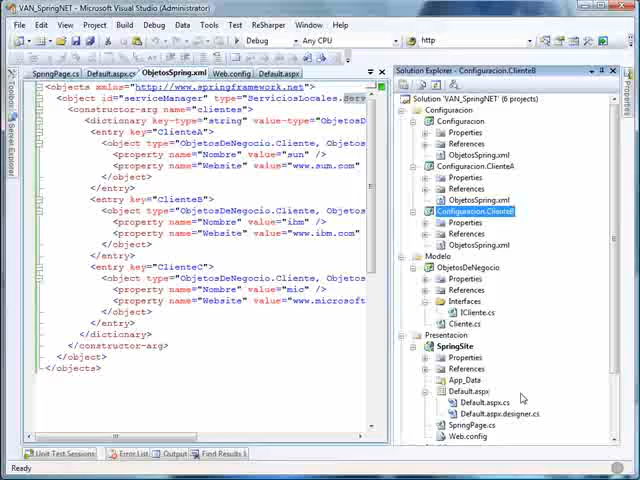 VAN_SpringNET - Microsoft Visual Studio (Administrator)
File Edit View Project Build Debug Data Tools Test ReSharper Window Help
Debug Any CPU http
SpringPage.cs Default.aspx.cs ObjetosSpring.xml Web.config Default.aspx
Toolbox
Server Explorer
<objects xmlns="http://www.springframework.net">
<object id="serviceManager" type="ServiciosLocales.Serv
<constructor-arg name="clientes">
<dictionary key-type="string" value-type="ObjetosD
<entry key="ClienteA">
<object type="ObjetosDeNegocio.Cliente, Objetos
<property name="Nombre" value="sun" />
<property name="Website" value="www.sum.com"
</object>
</entry>
<entry key="ClienteB">
<object type="ObjetosDeNegocio.Cliente, Objetos
<property name="Nombre" value="ibm" />
<property name="Website" value="www.ibm.com"
</object>
</entry>
<entry key="ClienteC">
<object type="ObjetosDeNegocio.Cliente, Objetos
<property name="Nombre" value="mic" />
<property name="Website" value="www.microsoft
</object>
</entry>
</dictionary>
</constructor-arg>
</object>
</objects>
Solution Explorer - Configuracion.ClienteB
Solution 'VAN_SpringNET' (6 projects)
Configuracion
Configuracion
Properties
References
ObjetosSpring.xml
Configuracion.ClienteA
Properties
References
ObjetosSpring.xml
Configuracion.ClienteB
Properties
References
ObjetosSpring.xml
Modelo
ObjetosDeNegocio
Properties
References
Interfaces
ICliente.cs
Cliente.cs
Presentacion
SpringSite
Properties
References
App_Data
Default.aspx
Default.aspx.cs
Default.aspx.designer.cs
SpringPage.cs
Web.config
Unit Test Sessions Error List Output Find Results 1
Ready